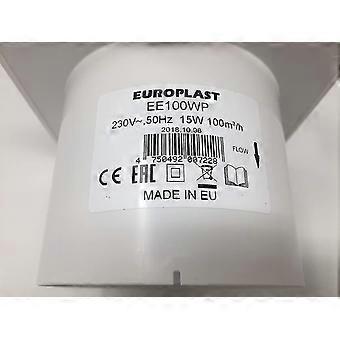 EUROPLAST
EE100WP
230V~,50Hz 15W 100m³/h
2018.10.08
FLOW
4 750492 007228
CE EAC
MADE IN EU